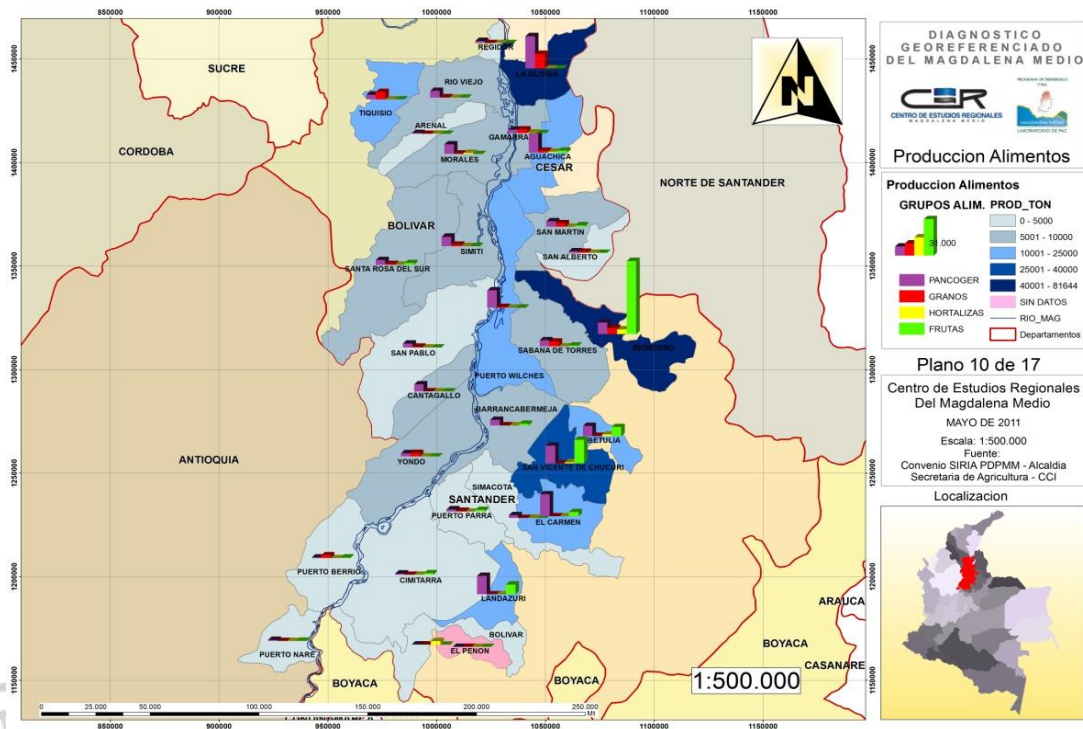 850000 900000 950000 1000000 1050000 1100000 1150000
1450000
1400000
1350000
1300000
1250000
1200000
1150000
SUCRE
CORDOBA
REGIDOR
LA GLORIA
RIO VIEJO
TIQUISIO
ARENAL
GAMARRA
MORALES
AGUACHICA
CESAR
NORTE DE SANTANDER
BOLIVAR
SAN MARTIN
SIMITI
SAN ALBERTO
SANTA ROSA DEL SUR
RIONEGRO
SAN PABLO
SABANA DE TORRES
PUERTO WILCHES
CANTAGALLO
BARRANCABERMEJA
BETULIA
ANTIOQUIA
YONDO
SAN VICENTE DE CHUCURI
SIMACOTA
SANTANDER
PUERTO PARRA
EL CARMEN
PUERTO BERRIO
CIMITARRA
LANDAZURI
ARAUCA
BOLIVAR
PUERTO NARE
EL PEÑON
BOYACA
CASANARE
BOYACA
BOYACA
1:500.000
0 25.000 50.000 100.000 150.000 200.000 250.000
Mt
850000 900000 950000 1000000 1050000 1100000 1150000
N
DIAGNOSTICO
GEOREFERENCIADO
DEL MAGDALENA MEDIO
CER
CENTRO DE ESTUDIOS REGIONALES
MAGDALENA MEDIO
PROGRAMA DE DESARROLLO
Y PAZ
MAGDALENA MEDIO
LABORATORIO DE PAZ
Produccion Alimentos
Produccion Alimentos
GRUPOS ALIM. PROD_TON
31.000
PANCOGER
GRANOS
HORTALIZAS
FRUTAS
0 - 5000
5001 - 10000
10001 - 25000
25001 - 40000
40001 - 81644
SIN DATOS
RIO_MAG
Departamentos
Plano 10 de 17
Centro de Estudios Regionales
Del Magdalena Medio
MAYO DE 2011
Escala: 1:500.000
Fuente:
Convenio SIRIA PDPMM - Alcaldia
Secretaria de Agricultura - CCI
Localizacion